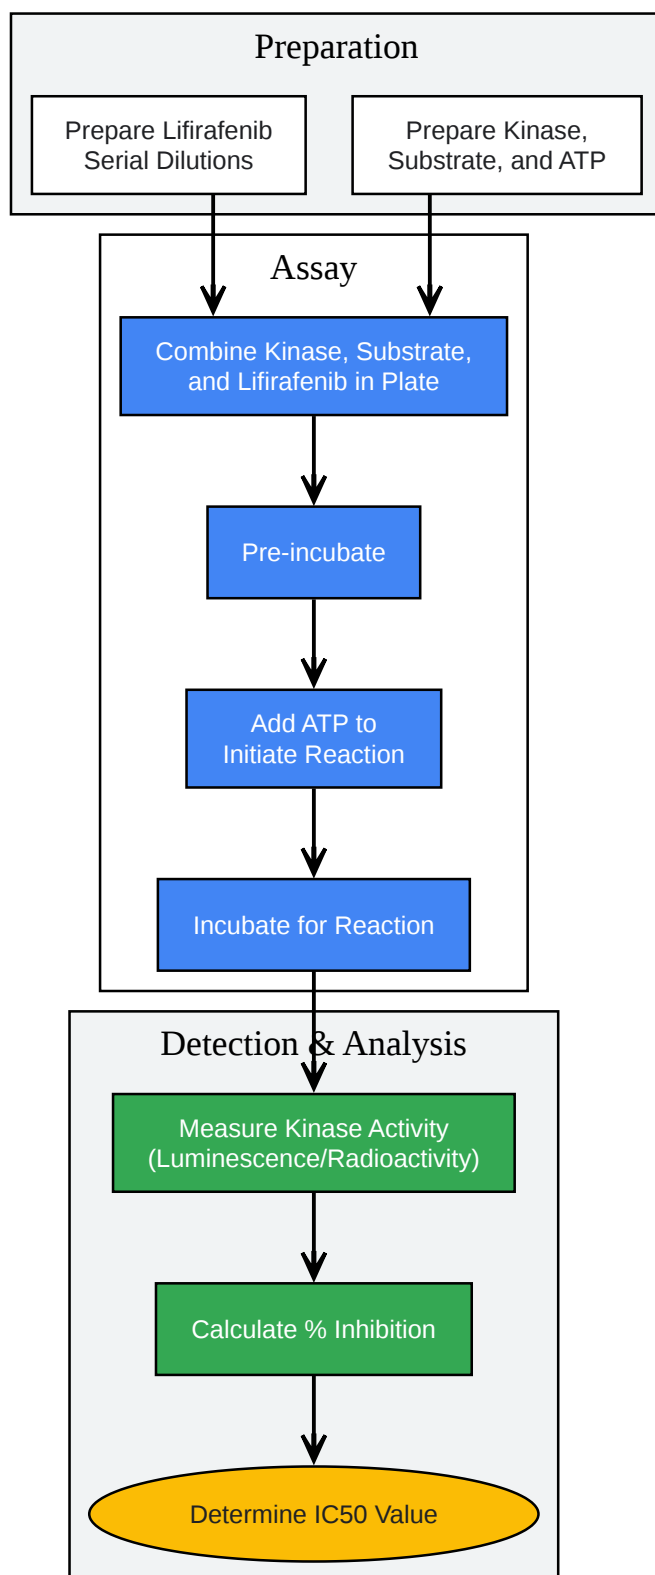 Preparation
Prepare Lifirafenib
Serial Dilutions
Prepare Kinase,
Substrate, and ATP
Assay
Combine Kinase, Substrate,
and Lifirafenib in Plate
Pre-incubate
Add ATP to
Initiate Reaction
Incubate for Reaction
Detection & Analysis
Measure Kinase Activity
(Luminescence/Radioactivity)
Calculate % Inhibition
Determine IC50 Value